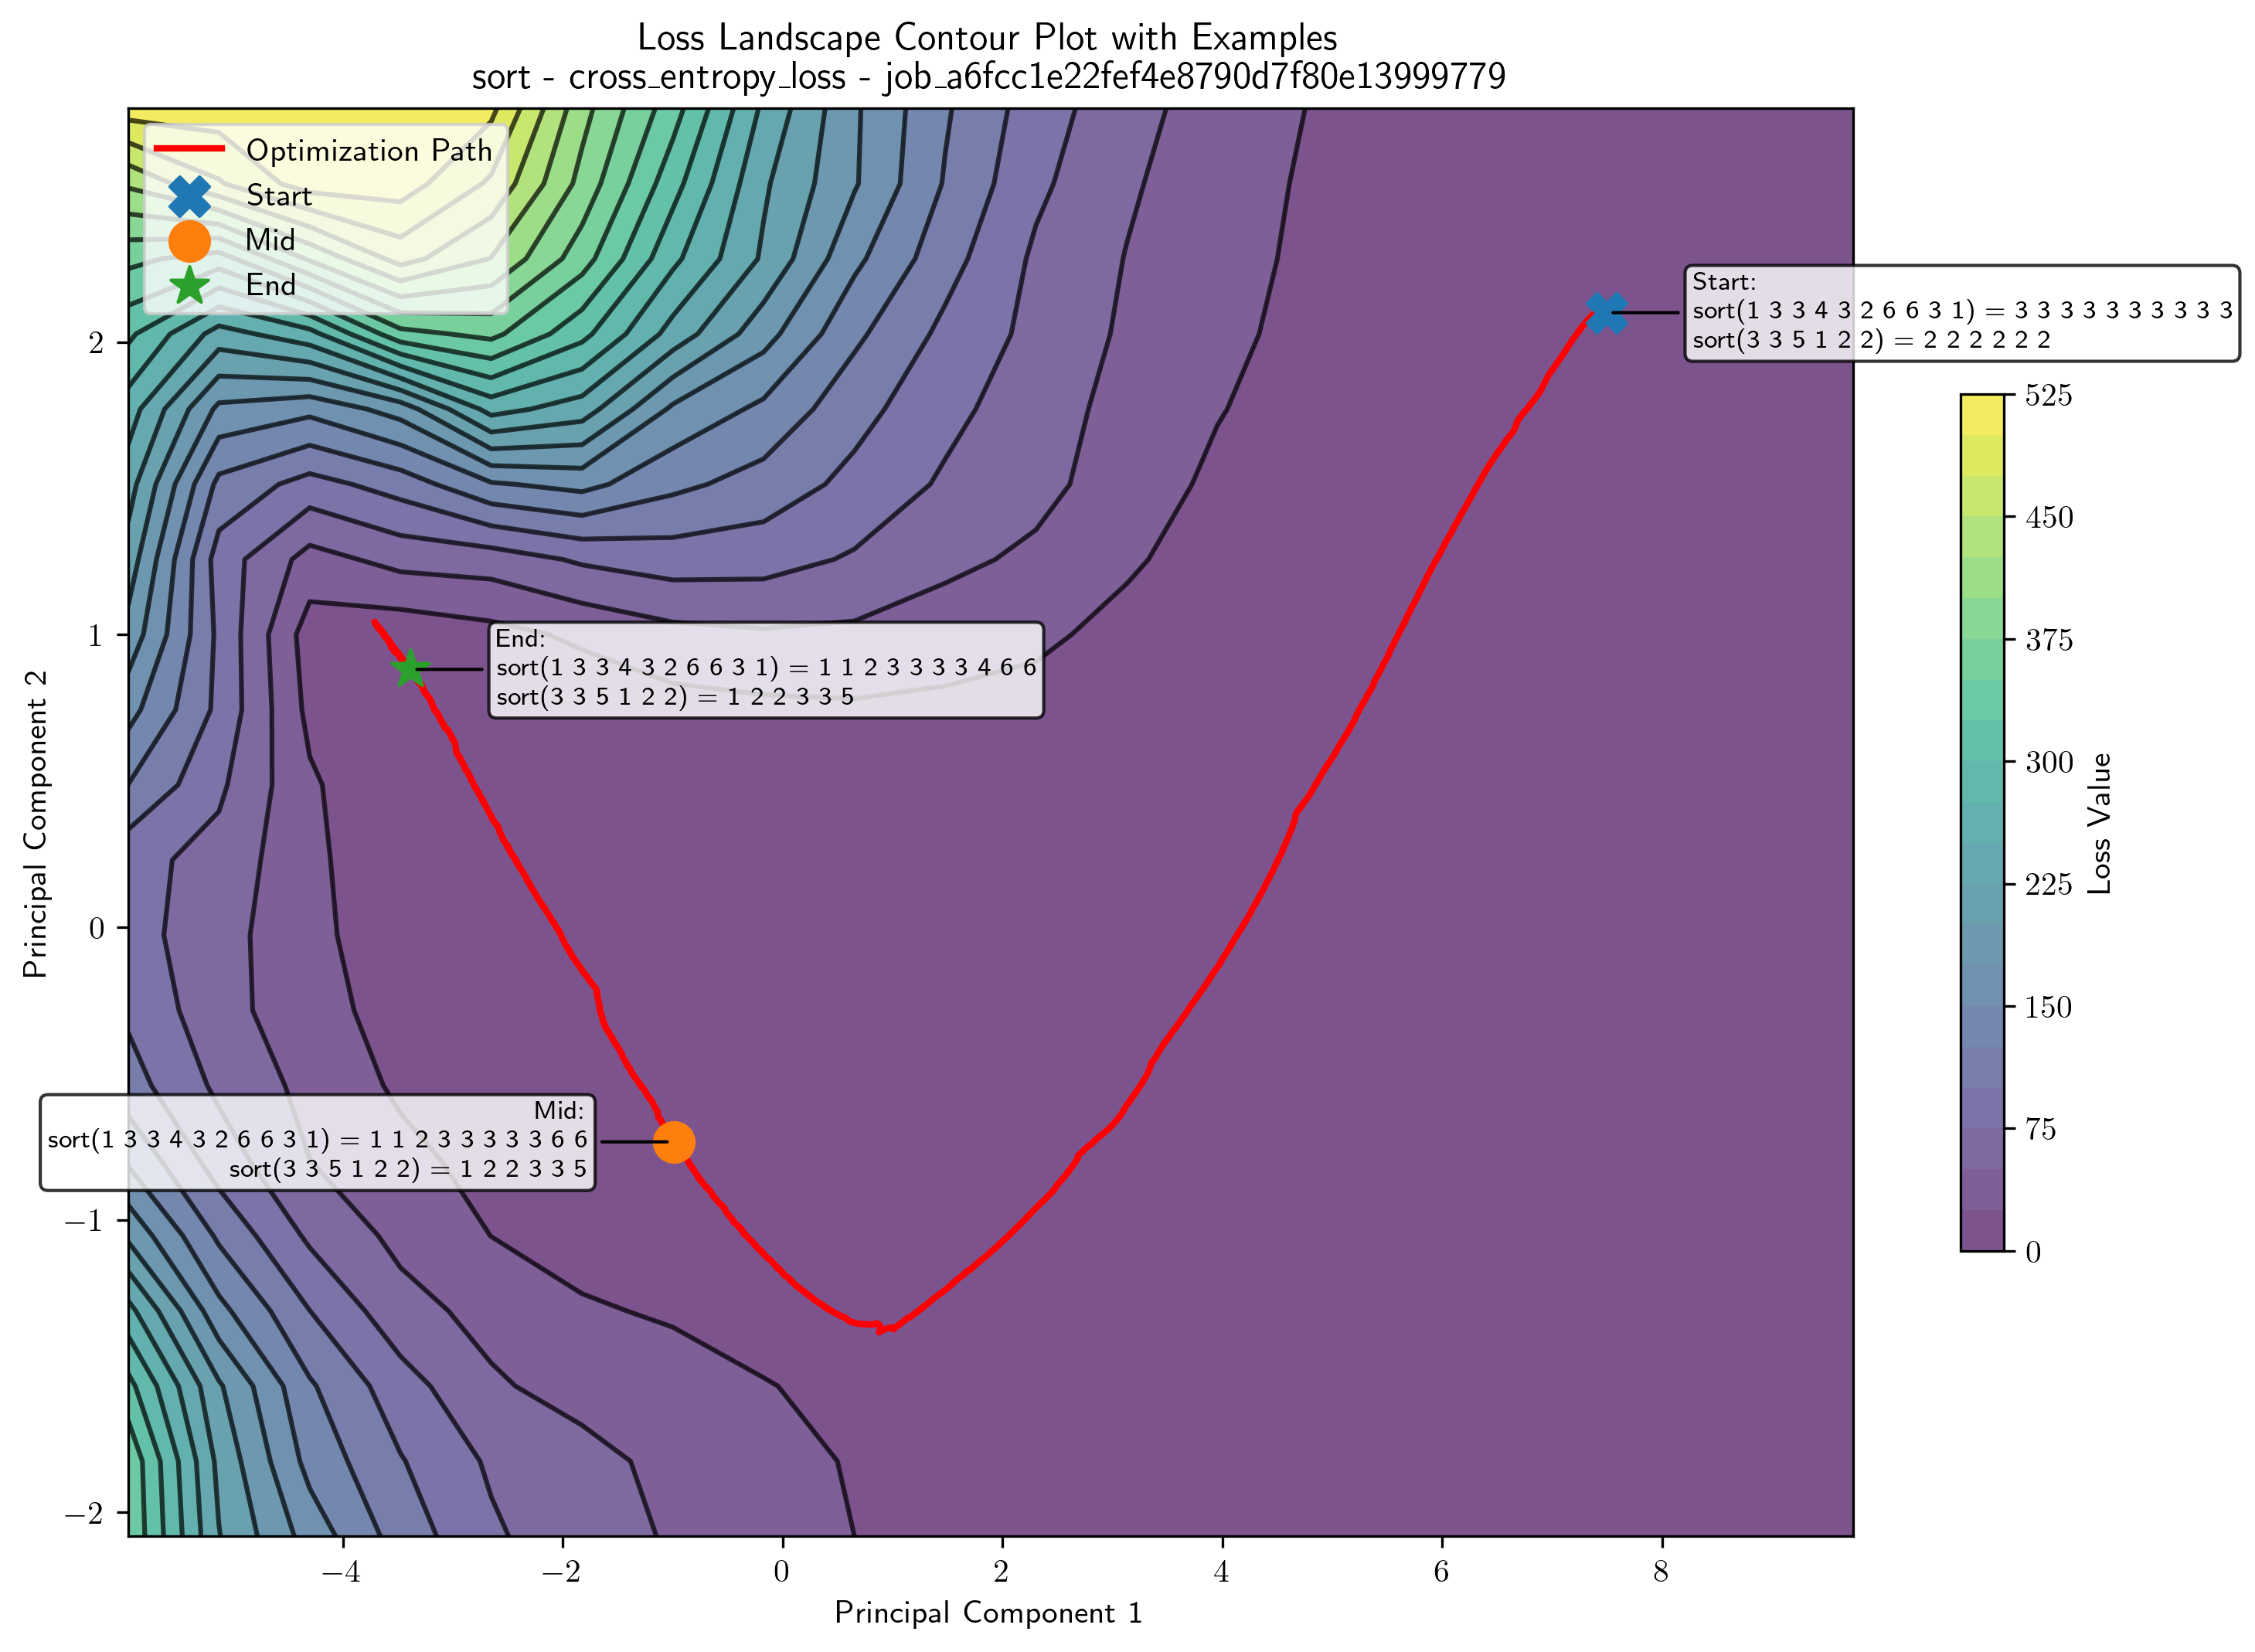 Loss Landscape Contour Plot with Examples
sort - cross_entropy_loss - job_a6fcc1e22fef4e8790d7f80e13999779
Optimization Path
Start
Mid
End
Start:
sort(1 3 3 4 3 2 6 6 3 1) = 3 3 3 3 3 3 3 3 3 3
sort(3 3 5 1 2 2) = 2 2 2 2 2 2
End:
sort(1 3 3 4 3 2 6 6 3 1) = 1 1 2 3 3 3 3 4 6 6
sort(3 3 5 1 2 2) = 1 2 2 3 3 5
Mid:
sort(1 3 3 4 3 2 6 6 3 1) = 1 1 2 3 3 3 3 3 6 6
sort(3 3 5 1 2 2) = 1 2 2 3 3 5
Principal Component 2
2
1
0
−1
−2
−4
−2
0
2
4
6
8
Principal Component 1
525
450
375
300
225
150
75
0
Loss Value